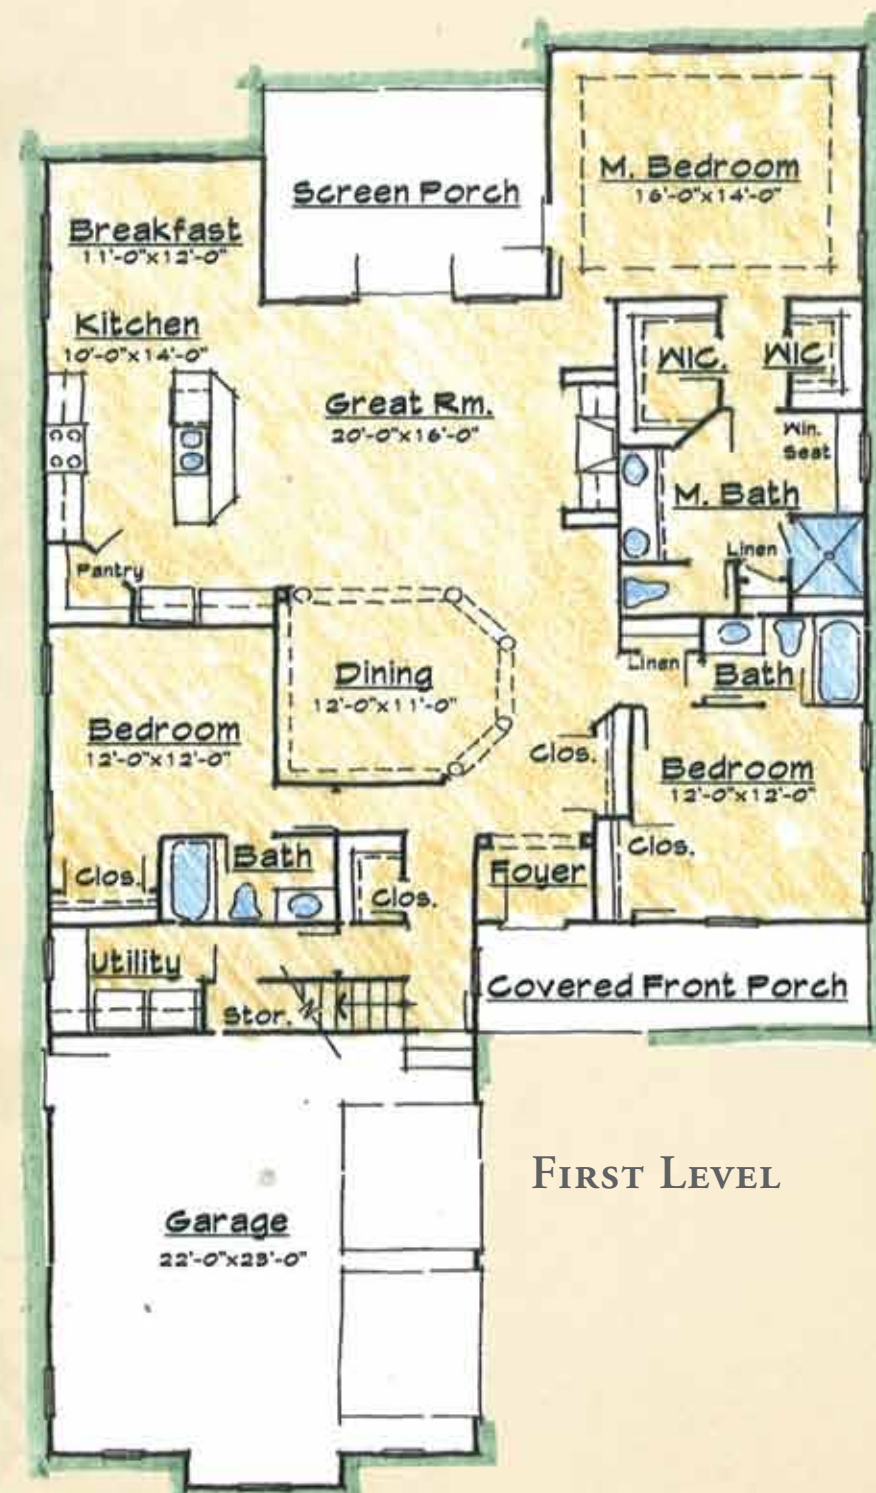 M. Bedroom
16'-0"x14'-0"
Screen Porch
Breakfast
11'-0"x12'-0"
Kitchen
10'-0"x14'-0"
WIC.
WIC
Great Rm.
20'-0"x16'-0"
Win.
Seat
M. Bath
Linen
Pantry
Linen
Bath
Dining
12'-0"x11'-0"
Bedroom
12'-0"x12'-0"
Clos.
Bedroom
12'-0"x12'-0"
Clos.
Bath
Foyer
Clos.
Clos.
Utility
Covered Front Porch
Stor.
First Level
Garage
22'-0"x23'-0"